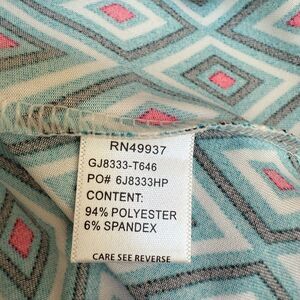 RN49937
GJ8333-T646
PO# 6J8333HP
CONTENT:
94% POLYESTER
6% SPANDEX
CARE SEE REVERSE